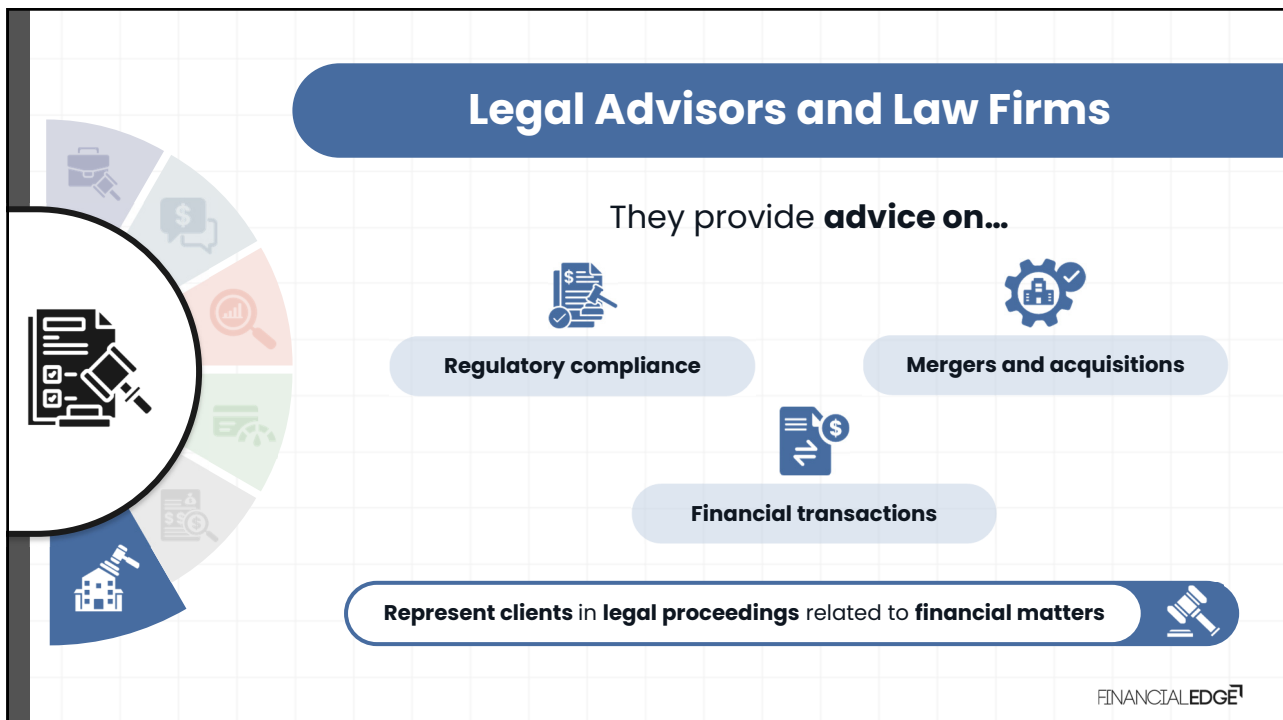 Legal Advisors and Law Firms
They provide advice on...
Regulatory compliance
Mergers and acquisitions
Financial transactions
Represent clients in legal proceedings related to financial matters
FINANCIALEDGE